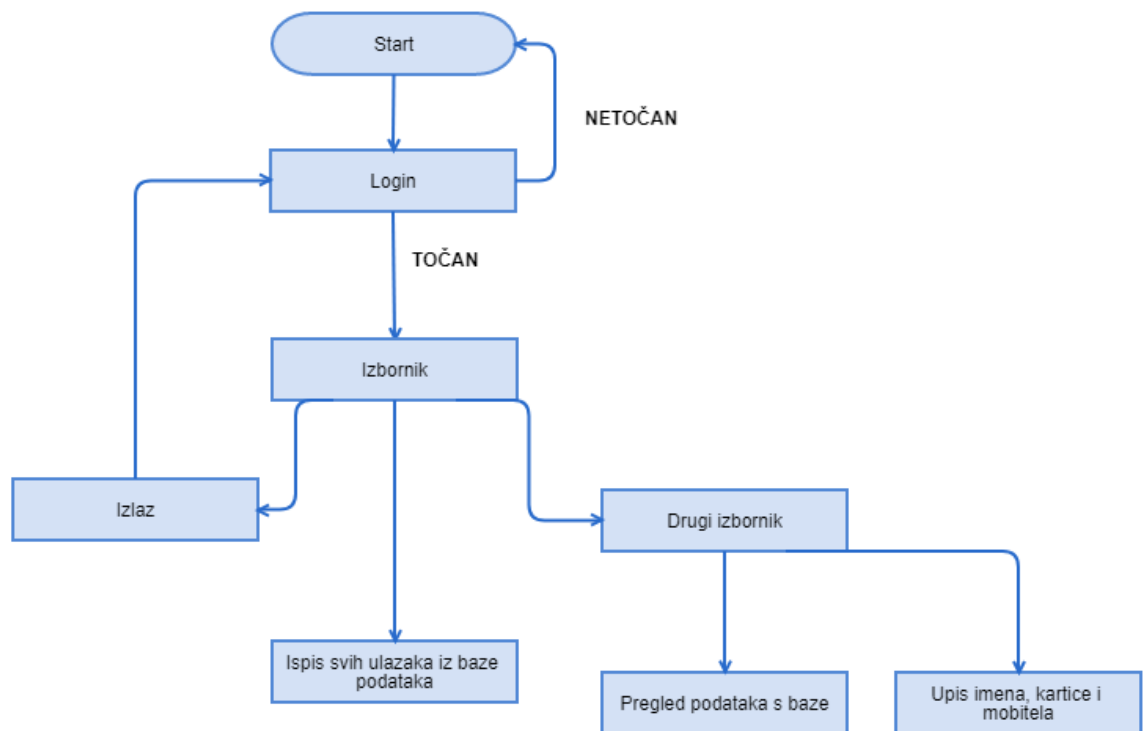 Start
NETOČAN
Login
TOČAN
Izbornik
Izlaz
Drugi izbornik
Ispis svih ulazaka iz baze
podataka
Pregled podataka s baze
Upis imena, kartice i
mobitela